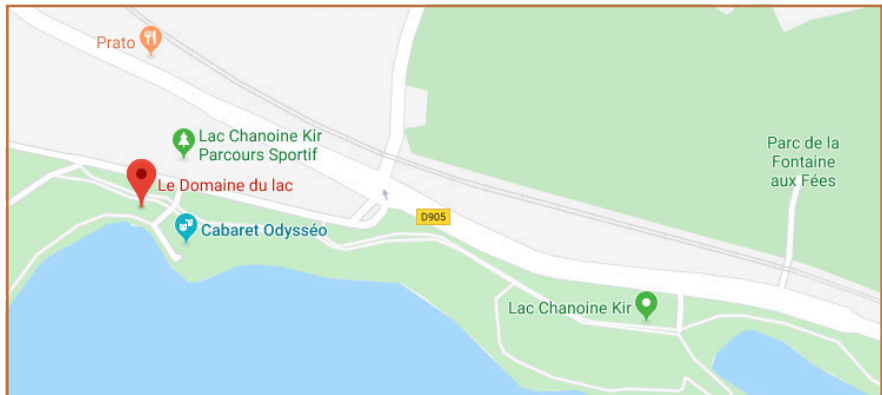 Prato
Lac Chanoine Kir
Parcours Sportif
Parc de la
Fontaine
aux Fées
Le Domaine du lac
D905
Cabaret Odysséo
Lac Chanoine Kir